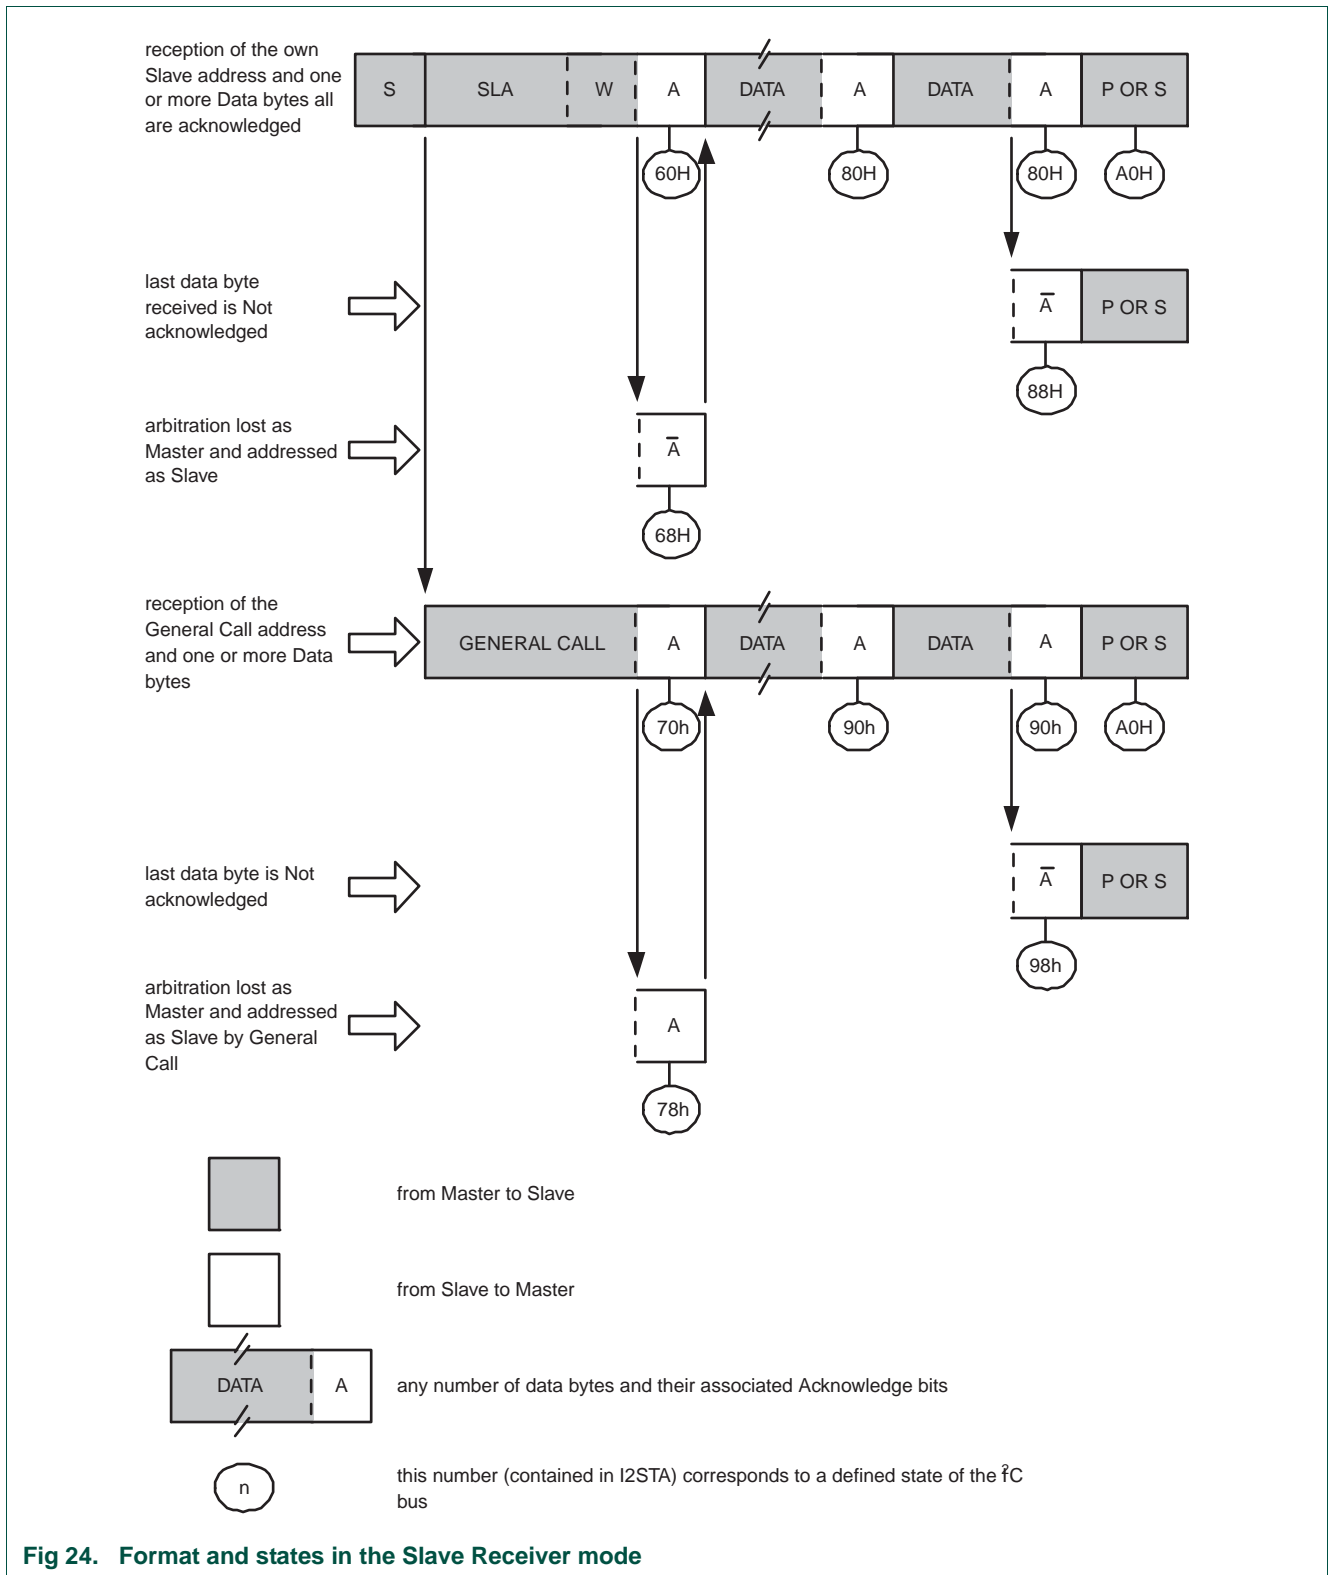 reception of the own
Slave address and one
or more Data bytes all
are acknowledged
S SLA W A DATA A DATA A P OR S
60H 80H 80H A0H
last data byte
received is Not
acknowledged
A̅ P OR S
88H
arbitration lost as
Master and addressed
as Slave
A̅
68H
reception of the
General Call address
and one or more Data
bytes
GENERAL CALL A DATA A DATA A P OR S
70h 90h 90h A0H
last data byte is Not
acknowledged
A̅ P OR S
98h
arbitration lost as
Master and addressed
as Slave by General
Call
A
78h
from Master to Slave
from Slave to Master
DATA A
any number of data bytes and their associated Acknowledge bits
n
this number (contained in I2STA) corresponds to a defined state of the I²C
bus
Fig 24. Format and states in the Slave Receiver mode